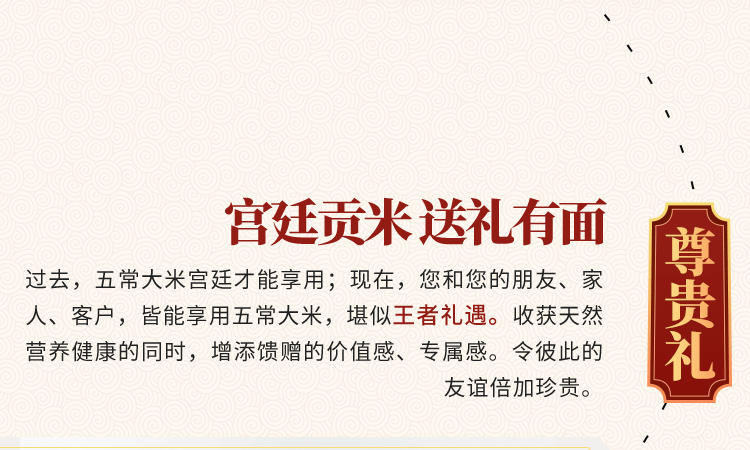 宫廷贡米 送礼有面
过去，五常大米宫廷才能享用；现在，您和您的朋友、家
人、客户，皆能享用五常大米，堪似王者礼遇。收获天然
营养健康的同时，增添馈赠的价值感、专属感。令彼此的
友谊倍加珍贵。
尊贵礼